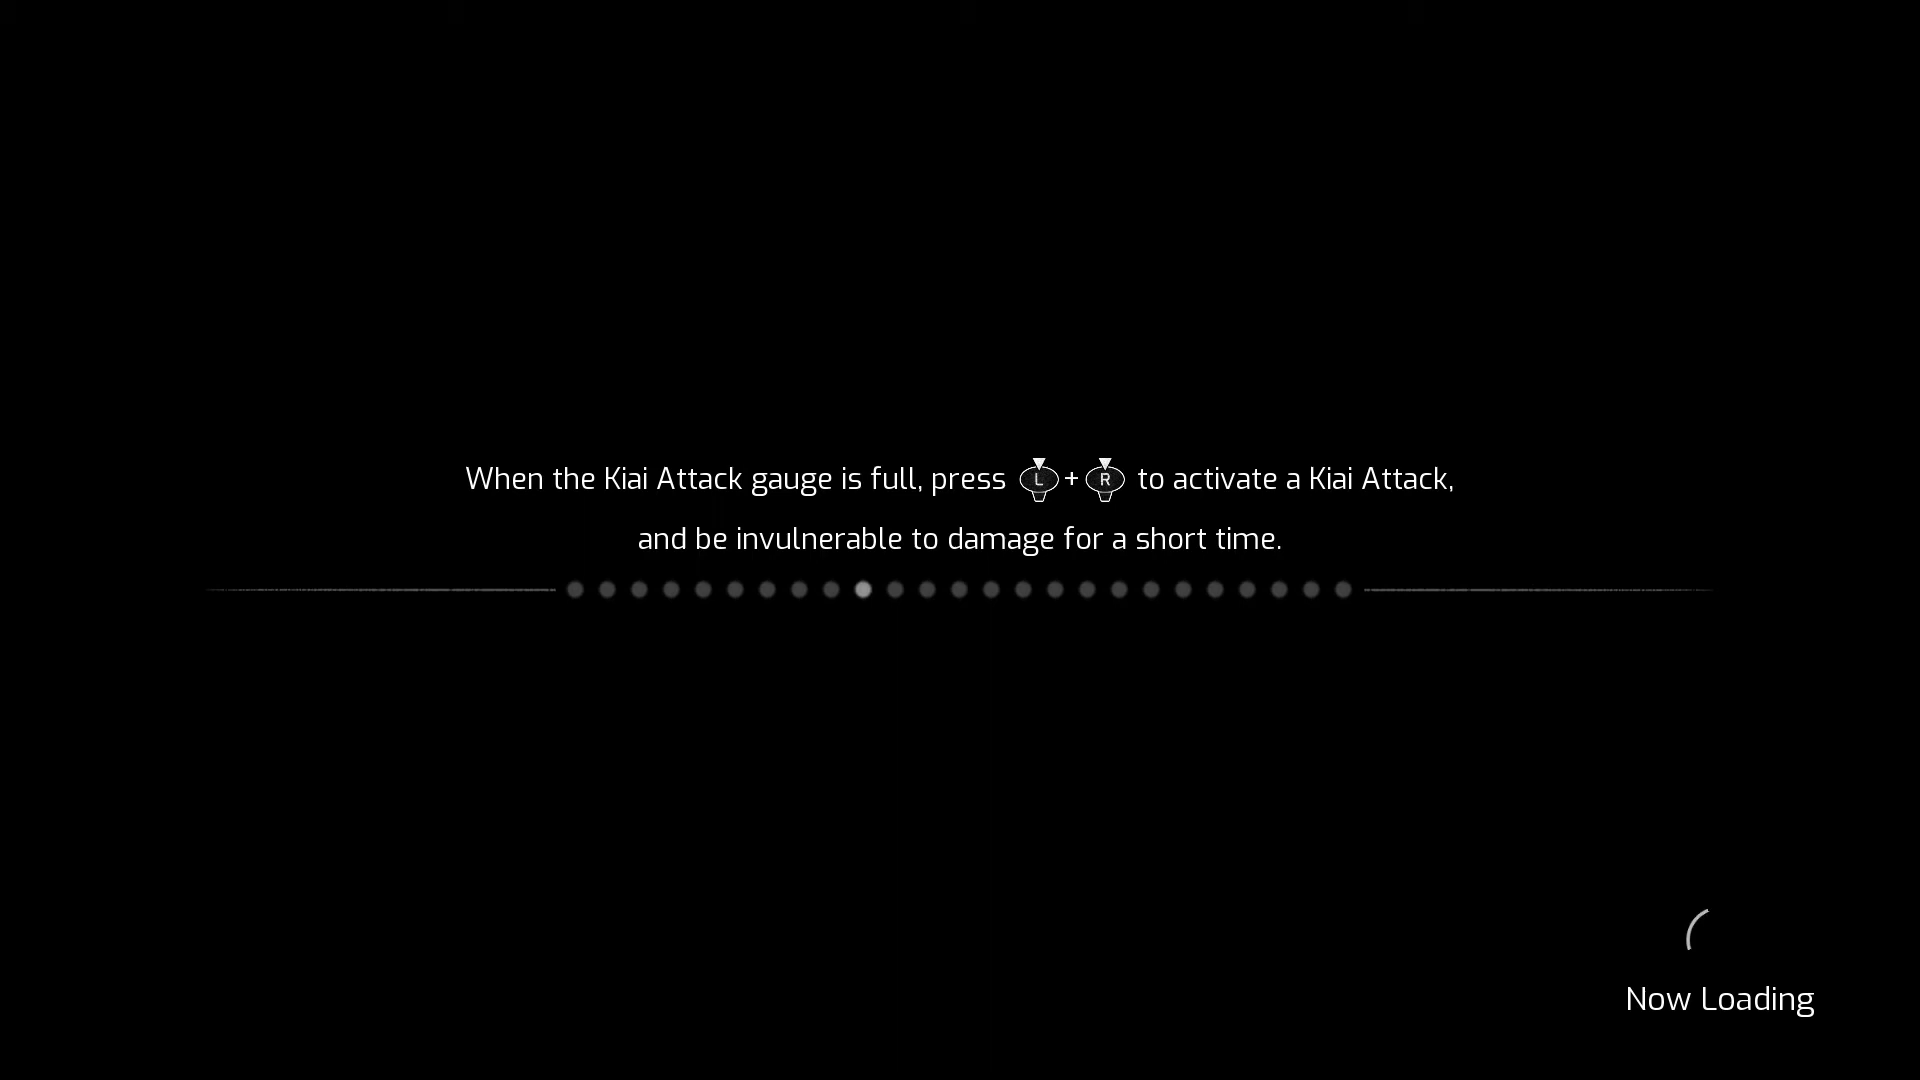 When the Kiai Attack gauge is full, press L + R to activate a Kiai Attack,
and be invulnerable to damage for a short time.
Now Loading